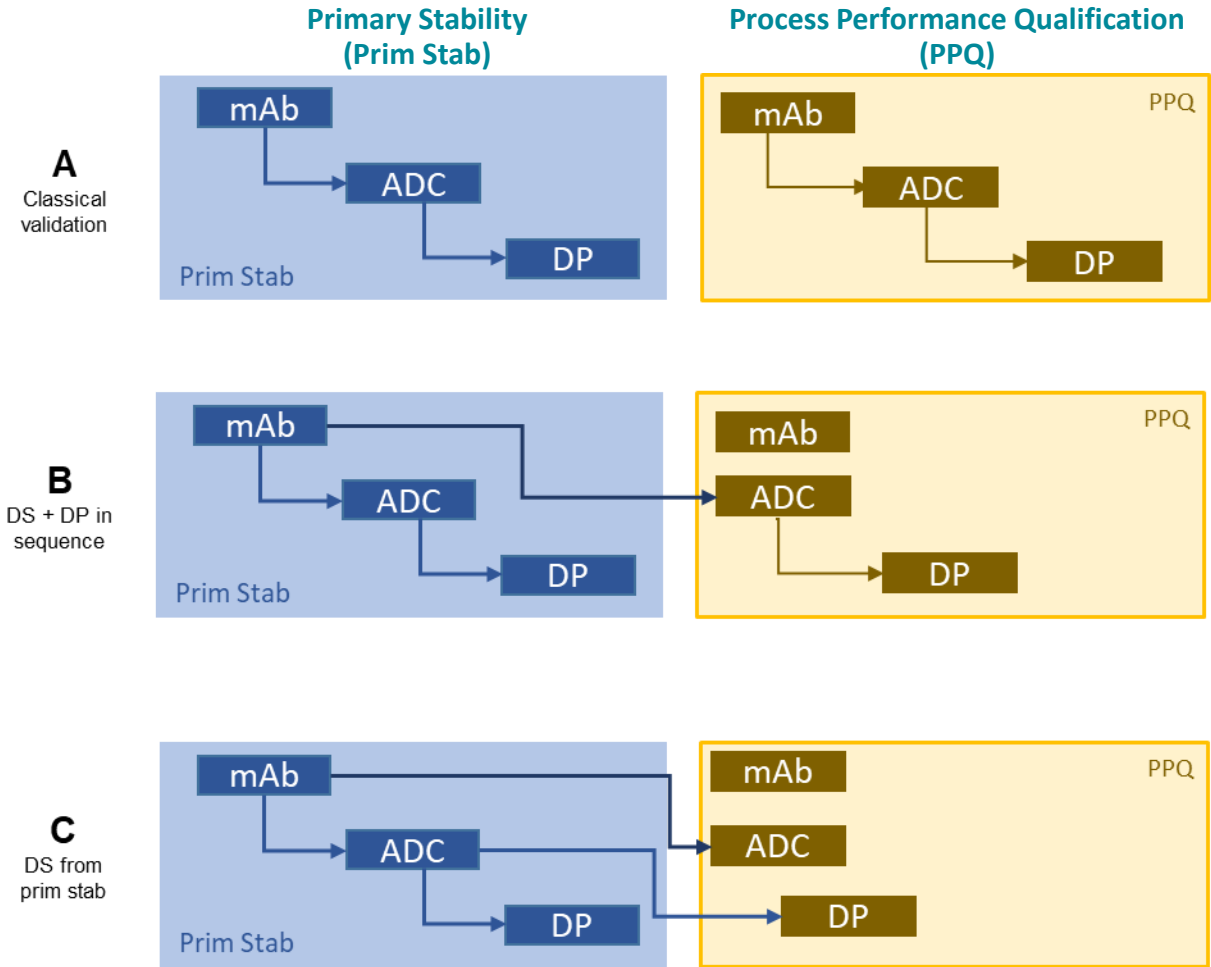 Primary Stability
(Prim Stab)
Process Performance Qualification
(PPQ)
A
Classical
validation
mAb
ADC
DP
Prim Stab
PPQ
mAb
ADC
DP
B
DS + DP in
sequence
mAb
ADC
DP
Prim Stab
PPQ
mAb
ADC
DP
C
DS from
prim stab
mAb
ADC
DP
Prim Stab
PPQ
mAb
ADC
DP